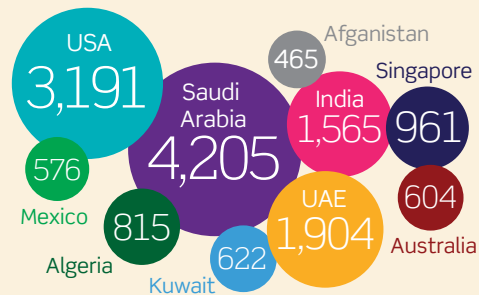 USA
3,191
Afganistan
465
Singapore
961
Saudi
Arabia
4,205
India
1,565
576
Mexico
815
Algeria
UAE
1,904
604
Australia
622
Kuwait